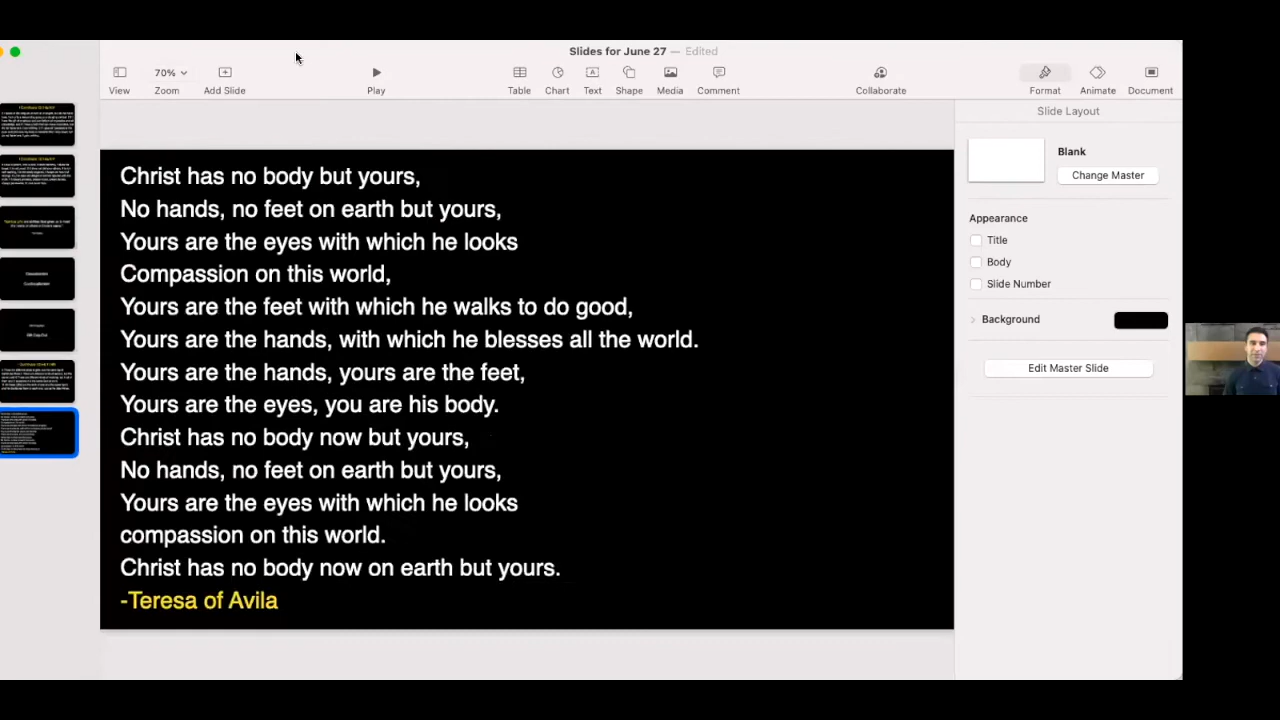 Slides for June 27 — Edited
70%
View
Zoom
Add Slide
Play
Table
Chart
Text
Shape
Media
Comment
Collaborate
Format
Animate
Document
Slide Layout
Blank
Change Master
Appearance
Title
Body
Slide Number
Background
Edit Master Slide
Christ has no body but yours,
No hands, no feet on earth but yours,
Yours are the eyes with which he looks
Compassion on this world,
Yours are the feet with which he walks to do good,
Yours are the hands, with which he blesses all the world.
Yours are the hands, yours are the feet,
Yours are the eyes, you are his body.
Christ has no body now but yours,
No hands, no feet on earth but yours,
Yours are the eyes with which he looks
compassion on this world.
Christ has no body now on earth but yours.
-Teresa of Avila